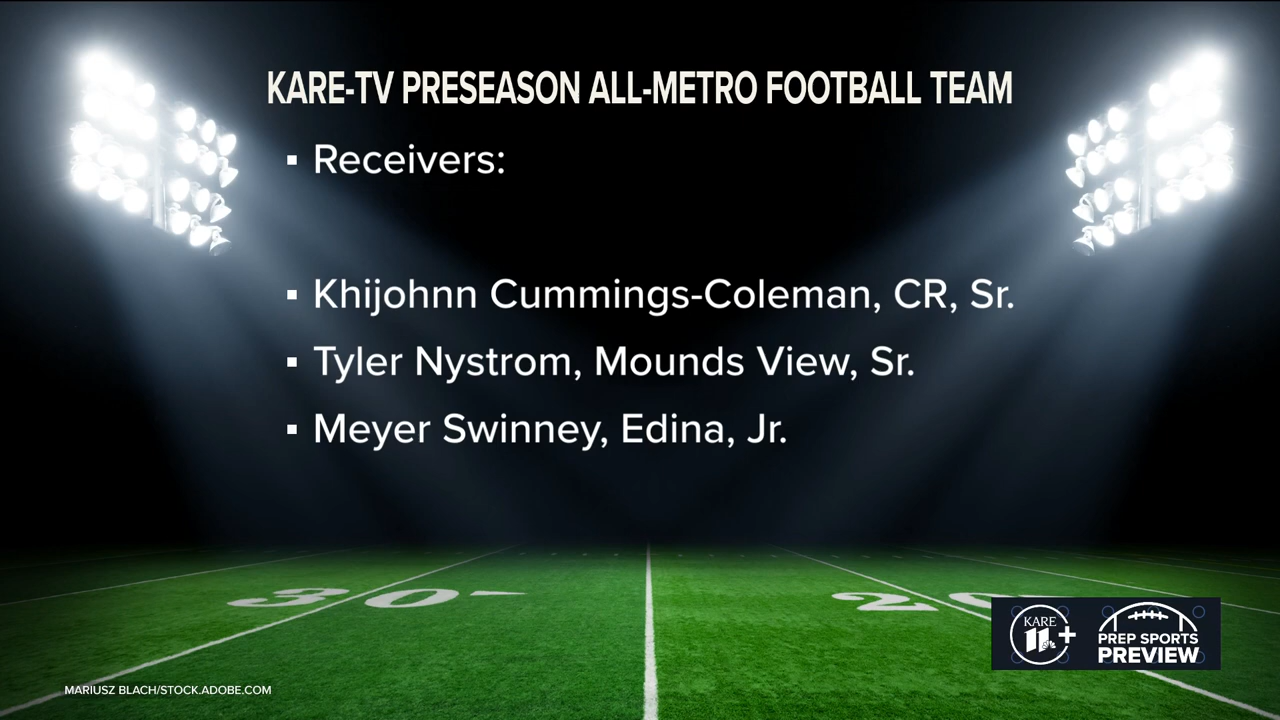 KARE-TV PRESEASON ALL-METRO FOOTBALL TEAM
▪ Receivers:
▪ Khijohnn Cummings-Coleman, CR, Sr.
▪ Tyler Nystrom, Mounds View, Sr.
▪ Meyer Swinney, Edina, Jr.
30
20
KARE
11+
PREP SPORTS
PREVIEW
MARIUSZ BLACH/STOCK.ADOBE.COM